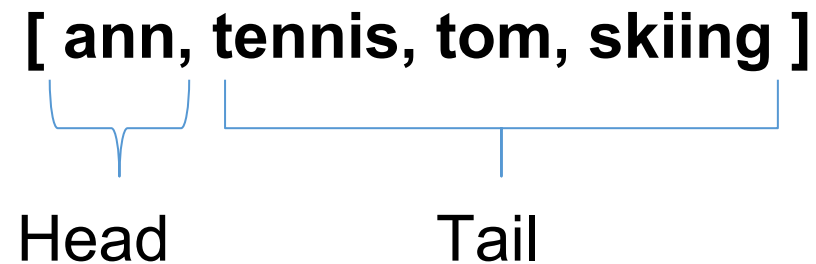 [ ann, tennis, tom, skiing ]
Head Tail